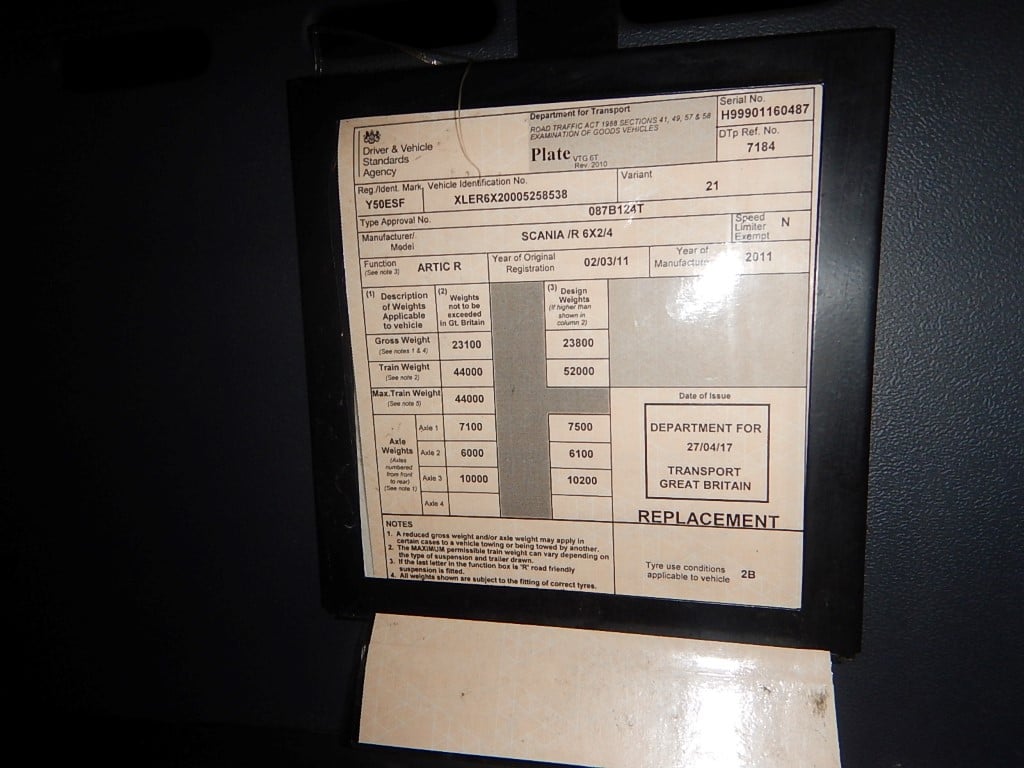 Driver & Vehicle
Standards
Agency
Department for Transport
ROAD TRAFFIC ACT 1988 SECTIONS 41, 49, 57 & 58
EXAMINATION OF GOODS VEHICLES
Plate VTG 6T
Rev. 2010
Serial No.
H99901160487
DTp Ref. No.
7184
Reg./Ident. Mark
Y50ESF
Vehicle Identification No.
XLER6X20005258538
Variant
21
Type Approval No.
087B124T
Manufacturer/
Model
SCANIA /R 6X2/4
Speed
Limiter
Exempt
N
Function
(See note 3)
ARTIC R
Year of Original
Registration
02/03/11
Year of
Manufacture
2011
(1) Description
of Weights
Applicable
to vehicle
(2) Weights
not to be
exceeded
in Gt. Britain
(3) Design
Weights
(if higher than
shown in
column 2)
Gross Weight
(See notes 1 & 4)
23100
23800
Train Weight
(See note 2)
44000
52000
Max.Train Weight
(See note 5)
44000
Axle
Weights
(Axles
numbered
from front
to rear)
(See note 1)
Axle 1 7100 7500
Axle 2 6000 6100
Axle 3 10000 10200
Axle 4
Date of Issue
DEPARTMENT FOR
27/04/17
TRANSPORT
GREAT BRITAIN
REPLACEMENT
NOTES
1. A reduced gross weight and/or axle weight may apply in
certain cases to a vehicle towing or being towed by another.
2. The MAXIMUM permissible train weight can vary depending on
the type of suspension and trailer drawn.
3. If the last letter in the function box is 'R' road friendly
suspension is fitted.
4. All weights shown are subject to the fitting of correct tyres.
Tyre use conditions
applicable to vehicle 2B